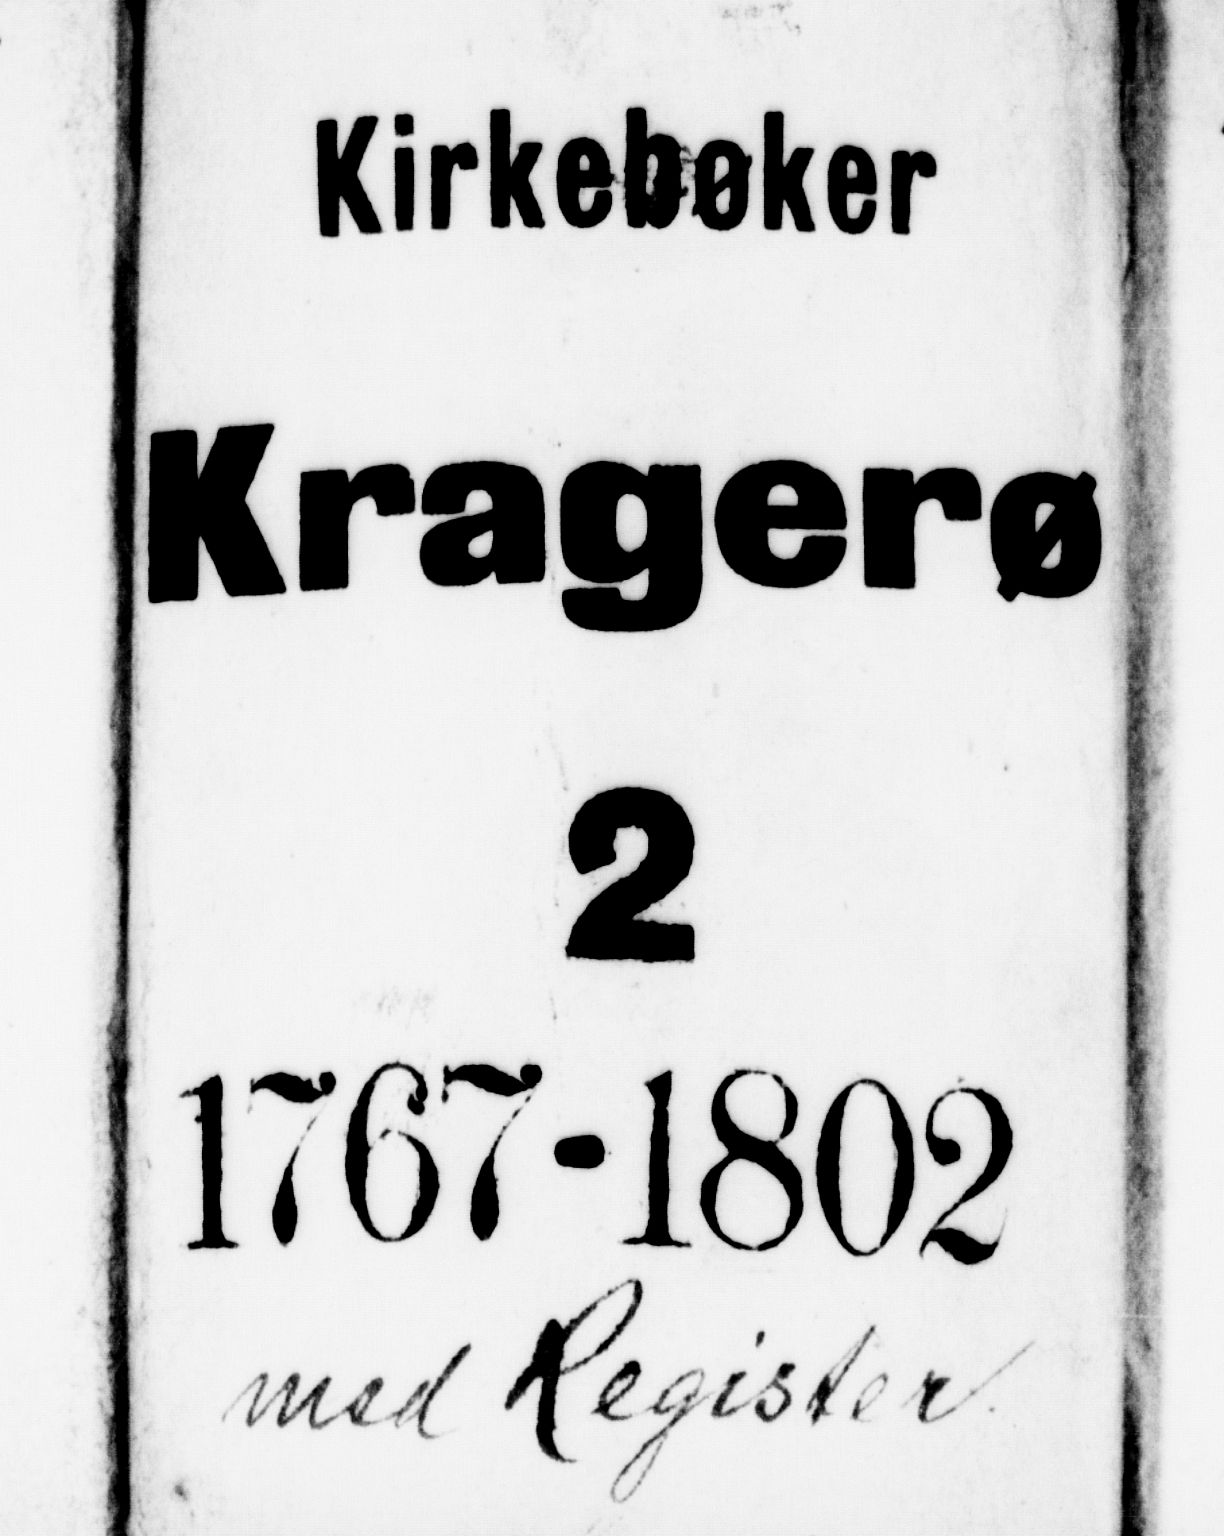 Kirkebøker
Kragerø
2
1767-1802
med Register.